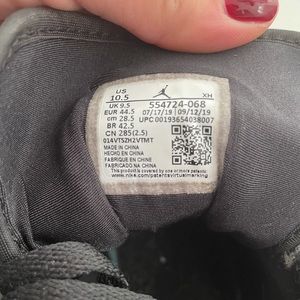 US
10.5
XH
UK 9.5
554724-068
EUR 44.5
07/17/19 09/12/19
cm 28.5
UPC 00193654038007
BR 42.5
CN 285(2.5)
014VTSZH2VTMT
MADE IN CHINA
HECHO EN CHINA
FABRIQUE EN CHINE
FABRICADO NA CHINA
This product is covered by one or more patents:
www.nike.com/patentsvirtualmarking